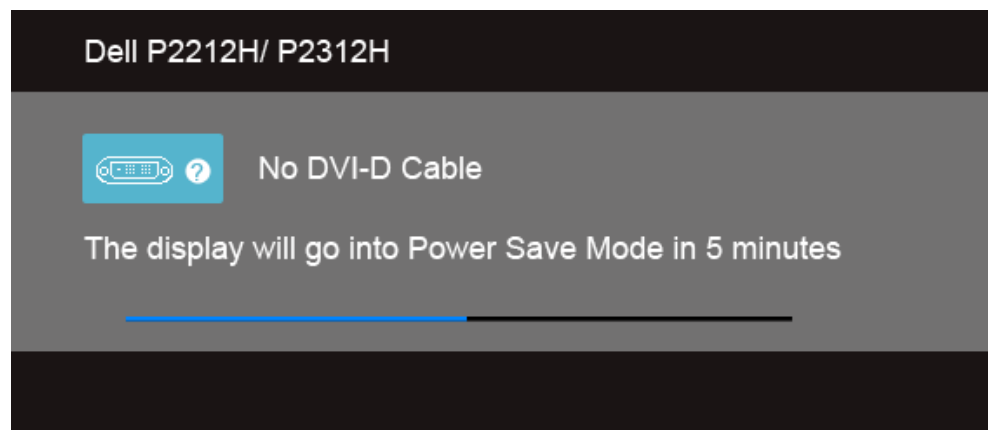 Dell P2212H/ P2312H
? No DVI-D Cable
The display will go into Power Save Mode in 5 minutes